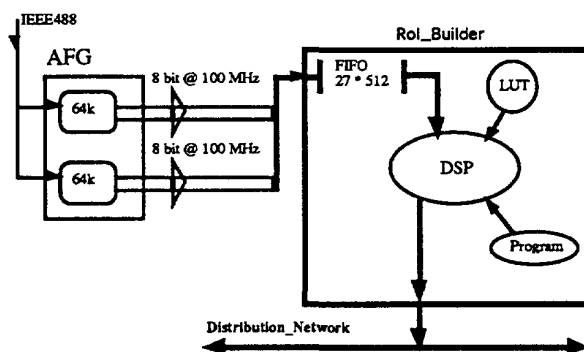 IEEE488
RoI_Builder
AFG
8 bit @ 100 MHz
FIFO
27 * 512
64k
LUT
8 bit @ 100 MHz
64k
DSP
Program
Distribution_Network